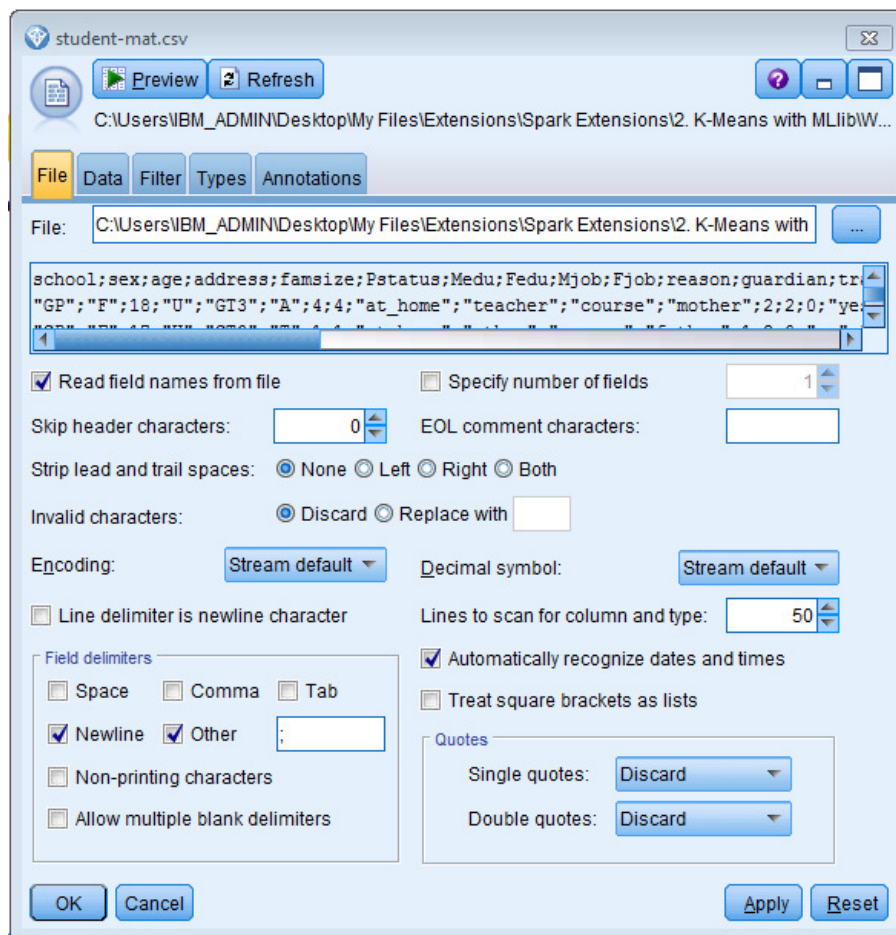 student-mat.csv
Preview Refresh
C:\Users\IBM_ADMIN\Desktop\My Files\Extensions\Spark Extensions\2. K-Means with MLlib\W...
File Data Filter Types Annotations
File: C:\Users\IBM_ADMIN\Desktop\My Files\Extensions\Spark Extensions\2. K-Means with ...
school;sex;age;address;famsize;Pstatus;Medu;Fedu;Mjob;Fjob;reason;guardian;tra
"GP";"F";18;"U";"GT3";"A";4;4;"at_home";"teacher";"course";"mother";2;2;0;"yes
Read field names from file Specify number of fields 1
Skip header characters: 0 EOL comment characters:
Strip lead and trail spaces: None Left Right Both
Invalid characters: Discard Replace with
Encoding: Stream default Decimal symbol: Stream default
Line delimiter is newline character Lines to scan for column and type: 50
Field delimiters Automatically recognize dates and times
Space Comma Tab Treat square brackets as lists
Newline Other ; Quotes
Non-printing characters Single quotes: Discard
Allow multiple blank delimiters Double quotes: Discard
OK Cancel Apply Reset